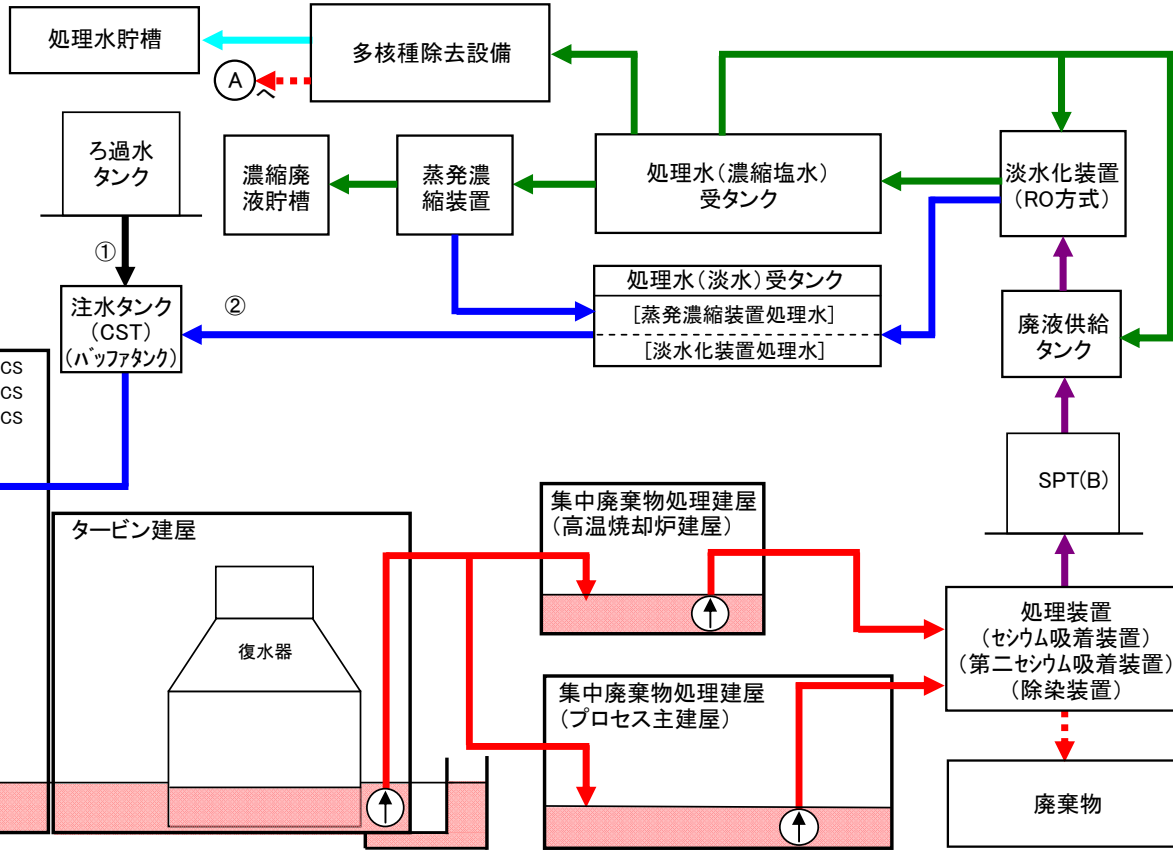 処理水貯槽
多核種除去設備
A
へ
ろ過水
タンク
濃縮廃
液貯槽
蒸発濃
縮装置
処理水(濃縮塩水)
受タンク
淡水化装置
(RO方式)
①
注水タンク
(CST)
(ﾊﾞｯﾌｧﾀﾝｸ)
②
処理水(淡水)受タンク
[蒸発濃縮装置処理水]
[淡水化装置処理水]
廃液供給
タンク
CS
CS
CS
SPT(B)
タービン建屋
復水器
集中廃棄物処理建屋
(高温焼却炉建屋)
集中廃棄物処理建屋
(プロセス主建屋)
処理装置
(ｾｼｳﾑ吸着装置)
(第二ｾｼｳﾑ吸着装置)
(除染装置)
廃棄物